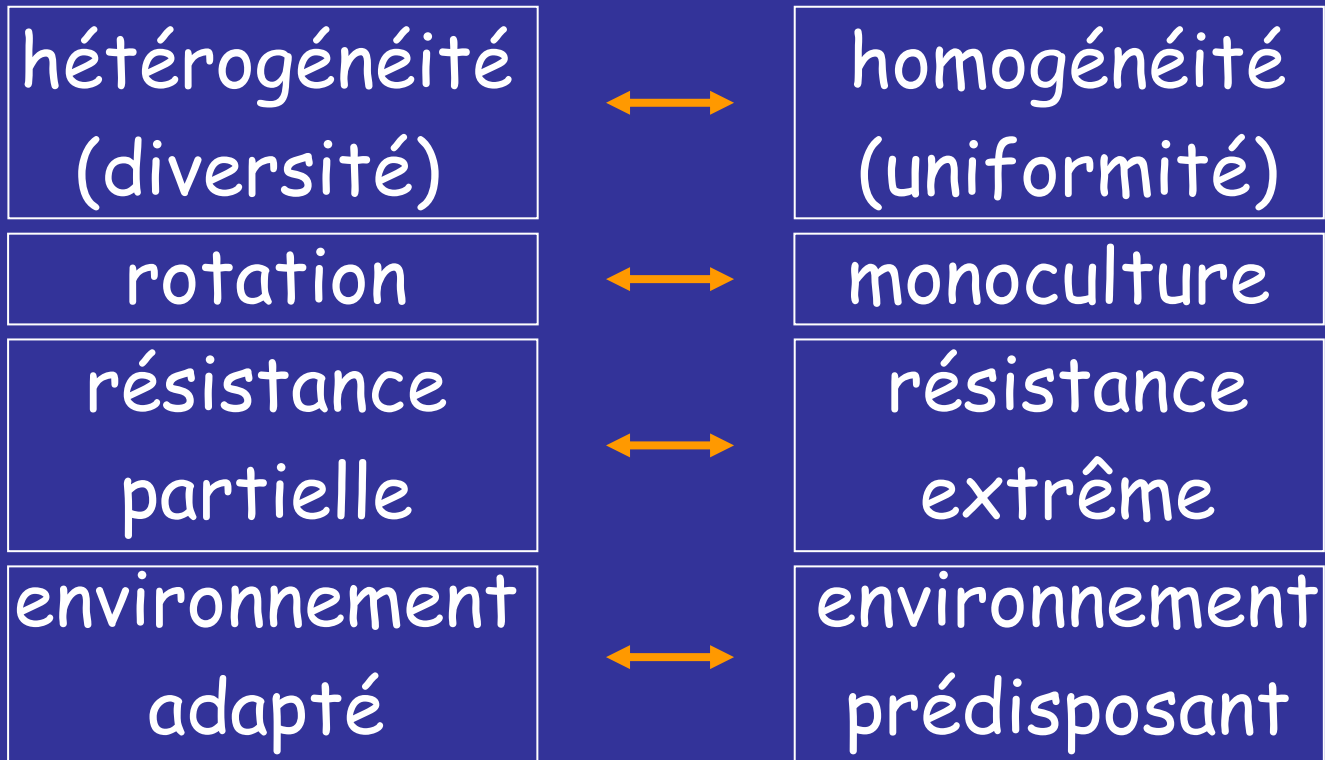 hétérogénéité
(diversité)
homogénéité
(uniformité)
rotation
monoculture
résistance
partielle
résistance
extrême
environnement
adapté
environnement
prédisposant